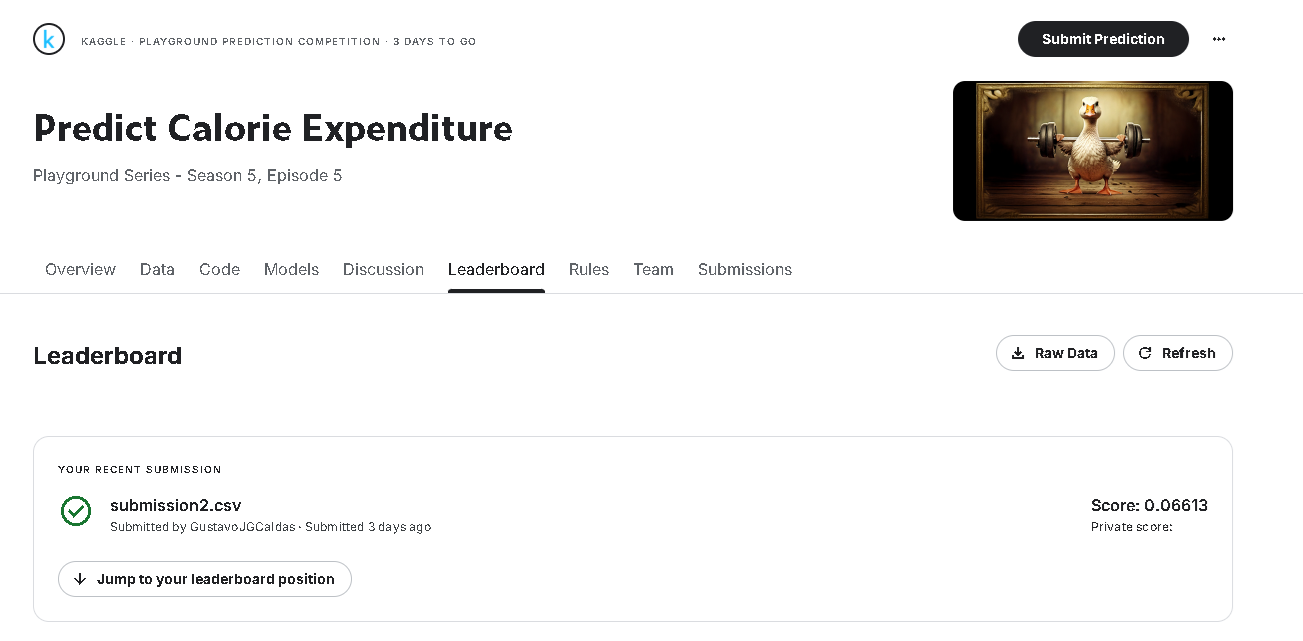 k KAGGLE · PLAYGROUND PREDICTION COMPETITION · 3 DAYS TO GO
Submit Prediction
Predict Calorie Expenditure
Playground Series - Season 5, Episode 5
Overview Data Code Models Discussion Leaderboard Rules Team Submissions
Leaderboard
Raw Data Refresh
YOUR RECENT SUBMISSION
submission2.csv Score: 0.06613
Submitted by GustavoJGCaldas · Submitted 3 days ago Private score:
Jump to your leaderboard position